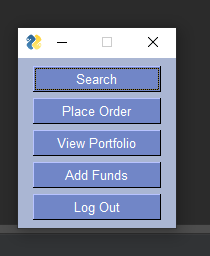 Search
Place Order
View Portfolio
Add Funds
Log Out